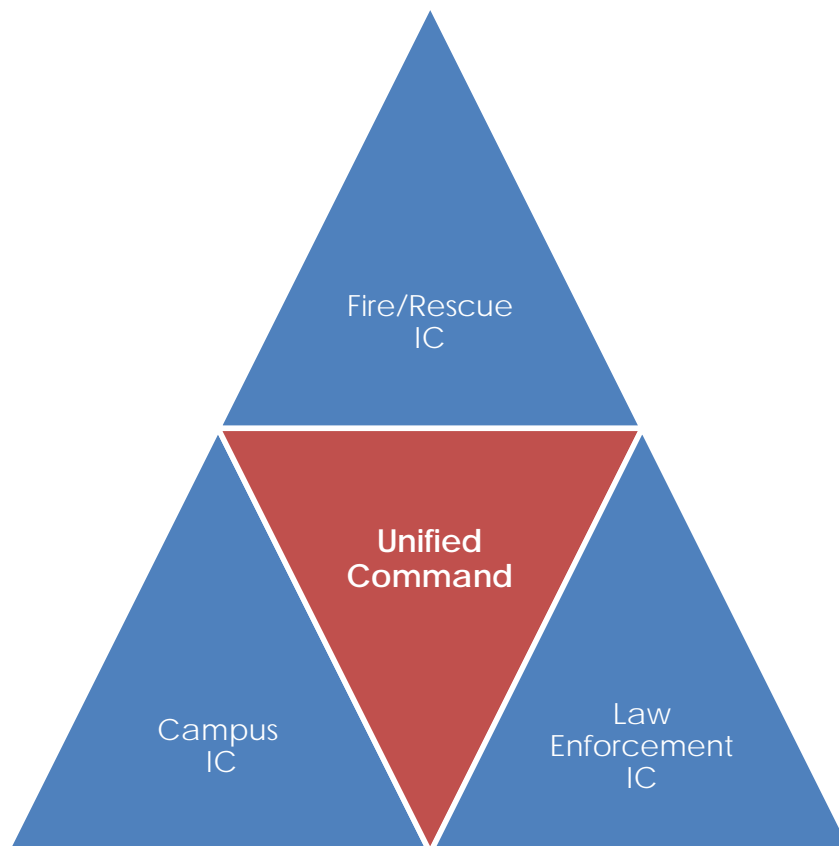 Fire/Rescue
IC
Unified
Command
Campus
IC
Law
Enforcement
IC